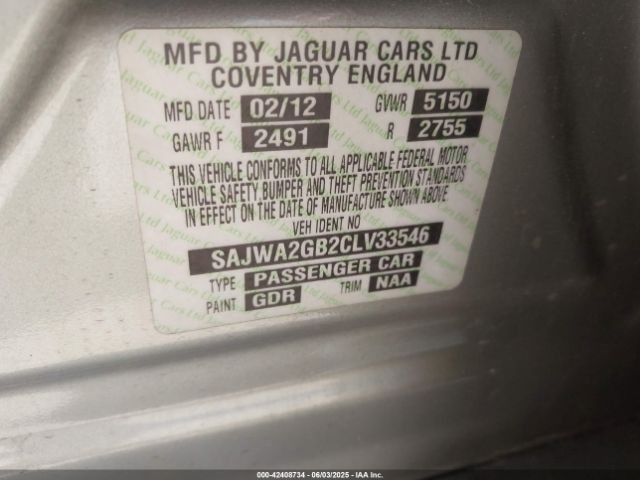 MFD BY JAGUAR CARS LTD
COVENTRY ENGLAND
MFD DATE 02/12 GVWR 5150
GAWR F 2491 R 2755
THIS VEHICLE CONFORMS TO ALL APPLICABLE FEDERAL MOTOR
VEHICLE SAFETY BUMPER AND THEFT PREVENTION STANDARDS
IN EFFECT ON THE DATE OF MANUFACTURE SHOWN ABOVE
VEH IDENT NO
SAJWA2GB2CLV33546
TYPE PASSENGER CAR
PAINT GDR TRIM NAA
000-42408734 - 06/03/2025 - IAA Inc.